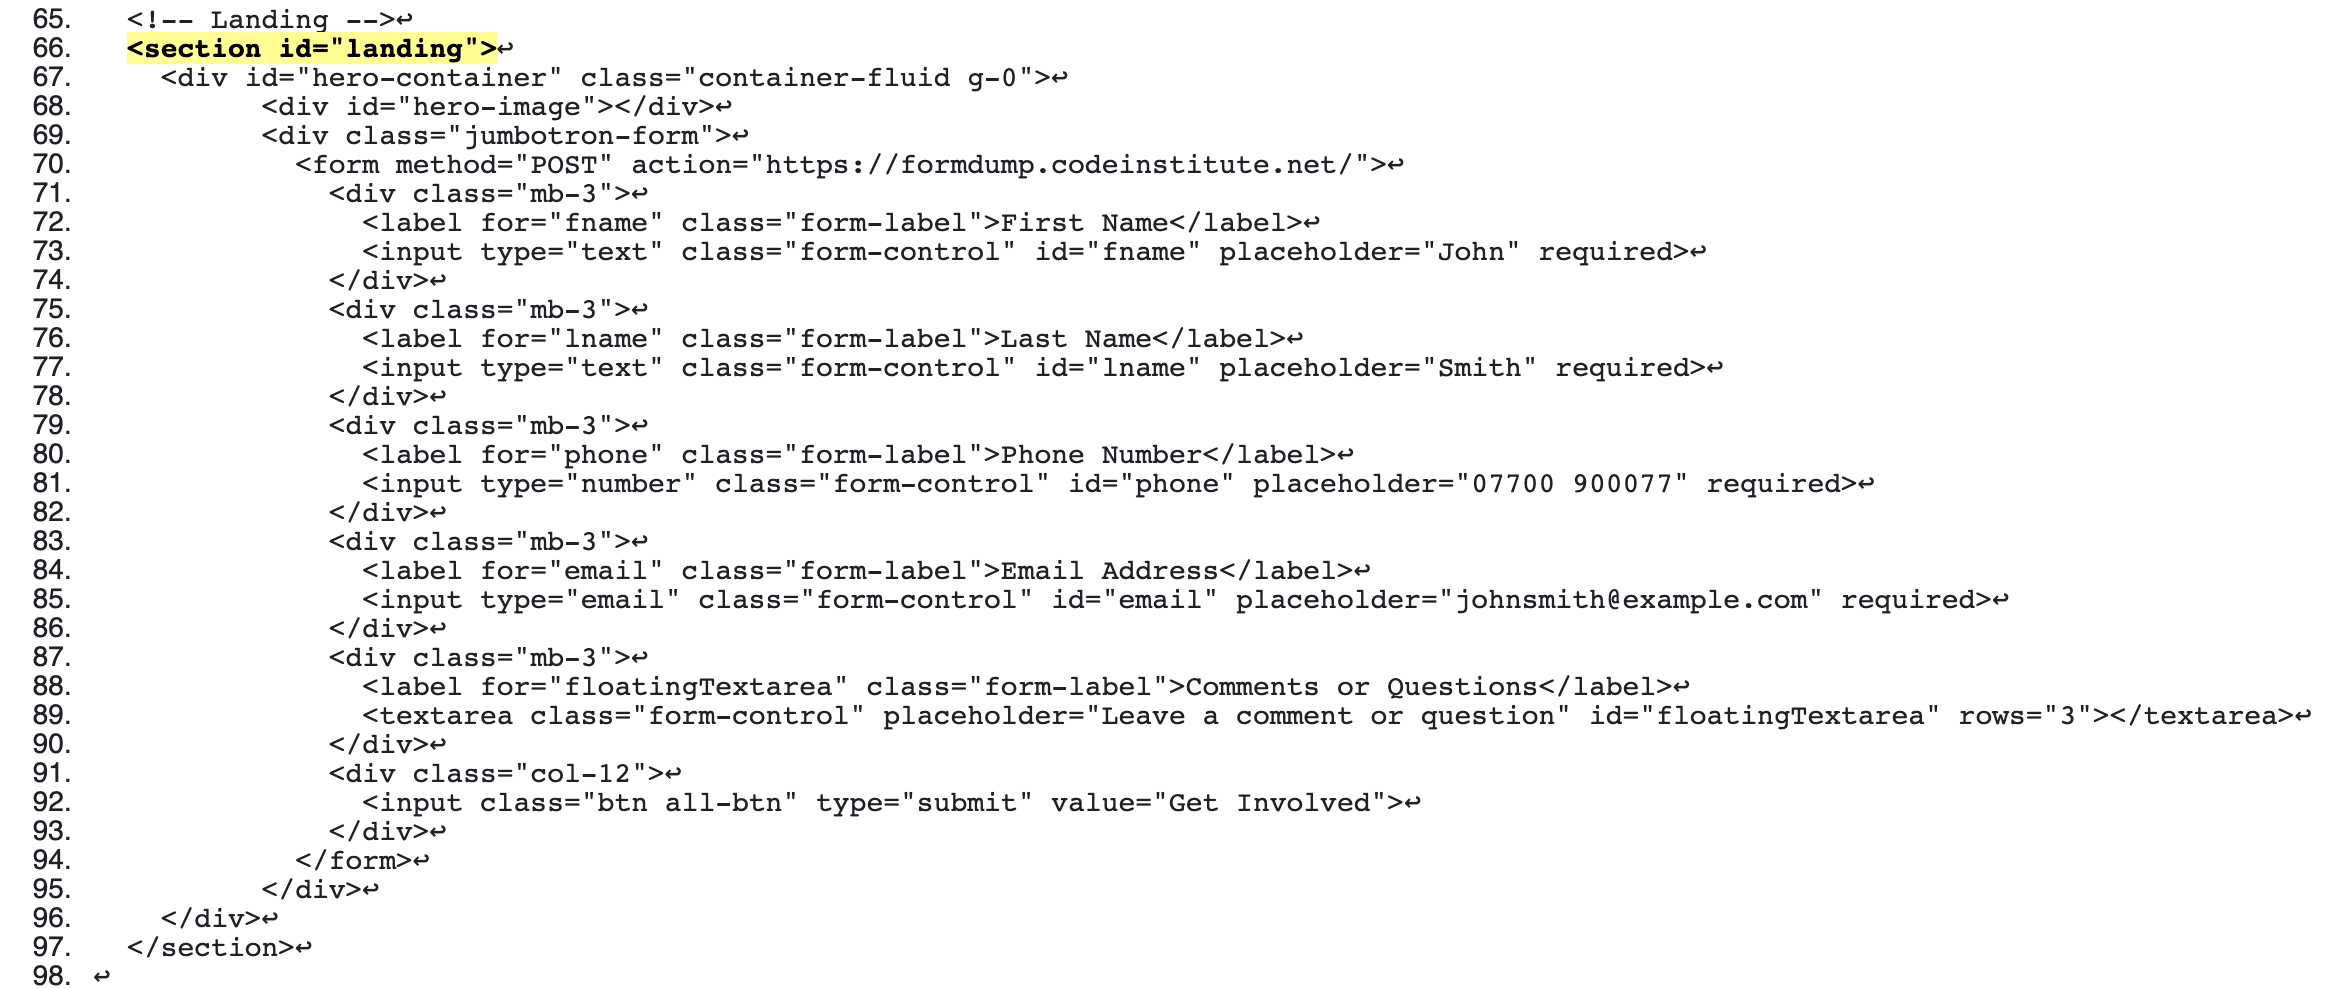 65. <!-- Landing -->↩
66. <section id="landing">↩
67. <div id="hero-container" class="container-fluid g-0">↩
68. <div id="hero-image"></div>↩
69. <div class="jumbotron-form">↩
70. <form method="POST" action="https://formdump.codeinstitute.net/">↩
71. <div class="mb-3">↩
72. <label for="fname" class="form-label">First Name</label>↩
73. <input type="text" class="form-control" id="fname" placeholder="John" required>↩
74. </div>↩
75. <div class="mb-3">↩
76. <label for="lname" class="form-label">Last Name</label>↩
77. <input type="text" class="form-control" id="lname" placeholder="Smith" required>↩
78. </div>↩
79. <div class="mb-3">↩
80. <label for="phone" class="form-label">Phone Number</label>↩
81. <input type="number" class="form-control" id="phone" placeholder="07700 900077" required>↩
82. </div>↩
83. <div class="mb-3">↩
84. <label for="email" class="form-label">Email Address</label>↩
85. <input type="email" class="form-control" id="email" placeholder="johnsmith@example.com" required>↩
86. </div>↩
87. <div class="mb-3">↩
88. <label for="floatingTextarea" class="form-label">Comments or Questions</label>↩
89. <textarea class="form-control" placeholder="Leave a comment or question" id="floatingTextarea" rows="3"></textarea>↩
90. </div>↩
91. <div class="col-12">↩
92. <input class="btn all-btn" type="submit" value="Get Involved">↩
93. </div>↩
94. </form>↩
95. </div>↩
96. </div>↩
97. </section>↩
98. ↩